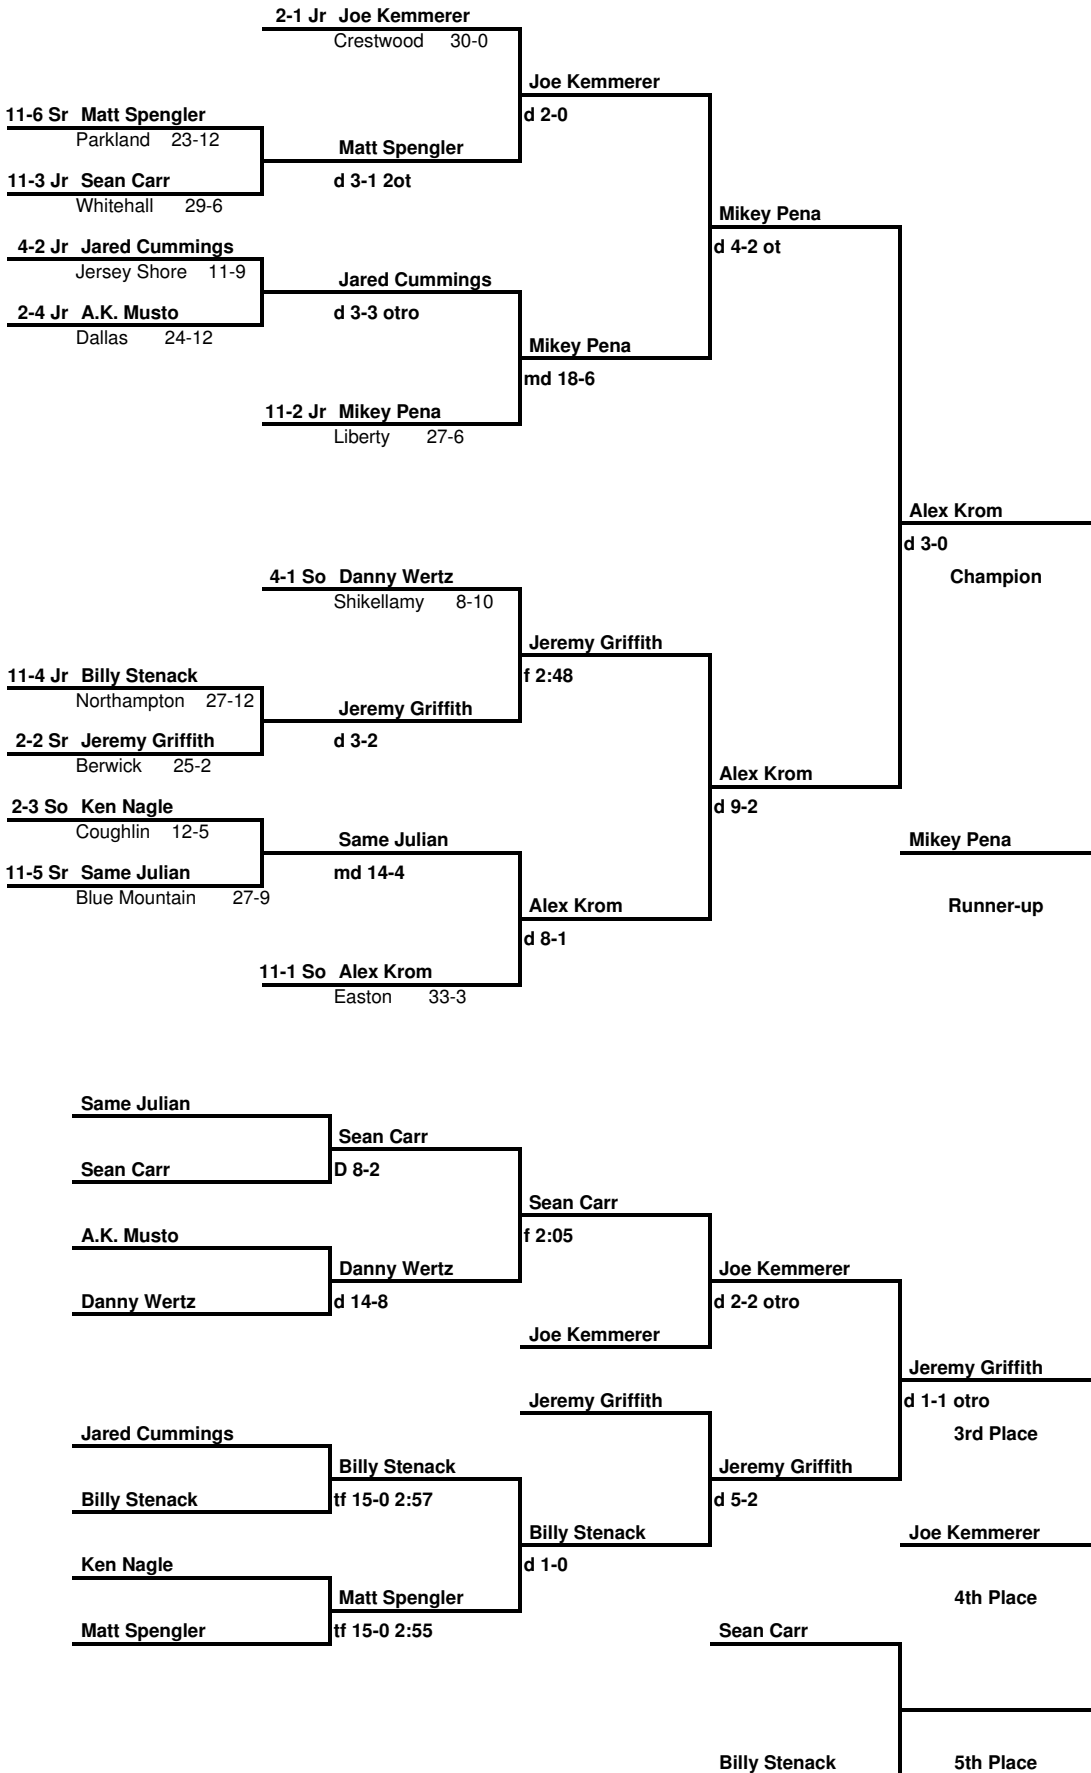 2-1 Jr Joe Kemmerer
Crestwood 30-0
Joe Kemmerer
11-6 Sr Matt Spengler
d 2-0
Parkland 23-12
Matt Spengler
11-3 Jr Sean Carr
d 3-1 2ot
Whitehall 29-6
Mikey Pena
4-2 Jr Jared Cummings
d 4-2 ot
Jersey Shore 11-9
Jared Cummings
2-4 Jr A.K. Musto
d 3-3 otro
Dallas 24-12
Mikey Pena
md 18-6
11-2 Jr Mikey Pena
Liberty 27-6
Alex Krom
d 3-0
4-1 So Danny Wertz
Champion
Shikellamy 8-10
Jeremy Griffith
11-4 Jr Billy Stenack
f 2:48
Northampton 27-12
Jeremy Griffith
2-2 Sr Jeremy Griffith
d 3-2
Berwick 25-2
Alex Krom
2-3 So Ken Nagle
d 9-2
Coughlin 12-5
Same Julian
Mikey Pena
11-5 Sr Same Julian
md 14-4
Blue Mountain 27-9
Alex Krom
Runner-up
d 8-1
11-1 So Alex Krom
Easton 33-3
Same Julian
Sean Carr
Sean Carr
D 8-2
Sean Carr
A.K. Musto
f 2:05
Danny Wertz
Joe Kemmerer
Danny Wertz
d 14-8
d 2-2 otro
Joe Kemmerer
Jeremy Griffith
Jeremy Griffith
d 1-1 otro
Jared Cummings
3rd Place
Billy Stenack
Jeremy Griffith
Billy Stenack
tf 15-0 2:57
d 5-2
Billy Stenack
Joe Kemmerer
Ken Nagle
d 1-0
Matt Spengler
4th Place
Matt Spengler
tf 15-0 2:55
Sean Carr
Billy Stenack
5th Place